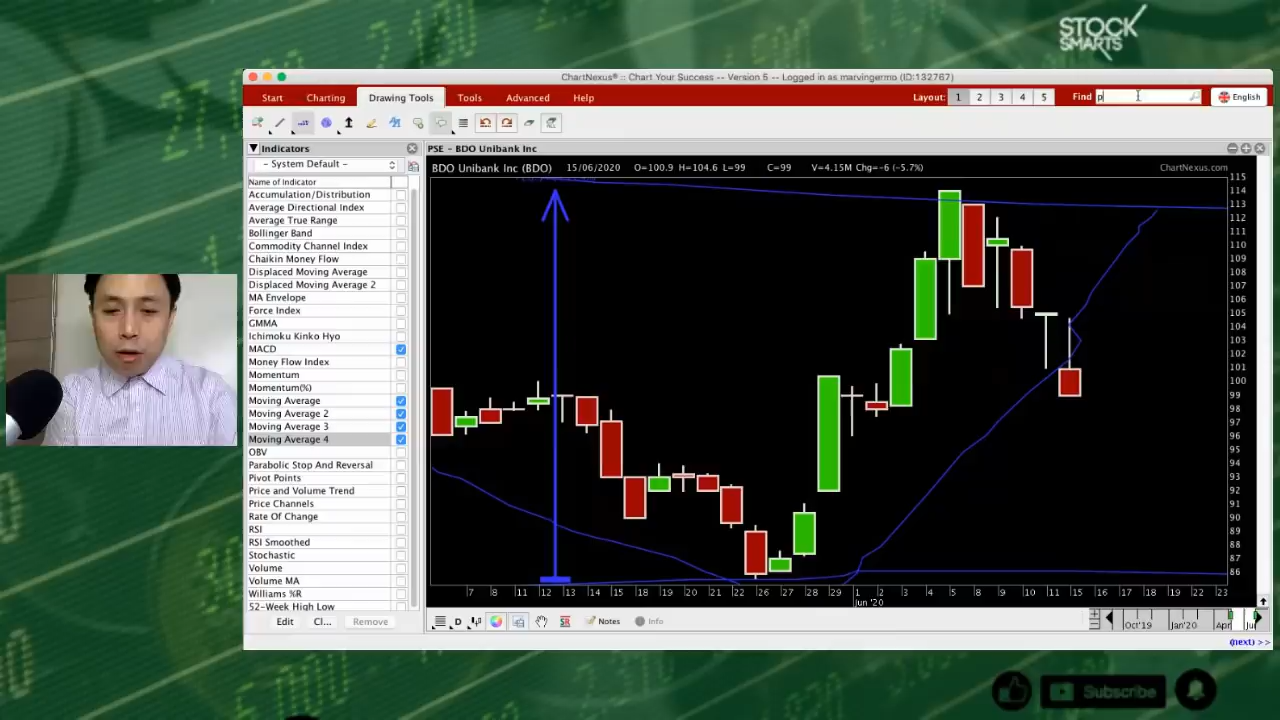 STOCK
SMARTS
ChartNexus® :: Chart Your Success -- Version 5 -- Logged in as marvingermo (ID:132767)
Start Charting Drawing Tools Tools Advanced Help Layout: 1 2 3 4 5 Find p English
Indicators
PSE - BDO Unibank Inc
- System Default -
BDO Unibank Inc (BDO) 15/06/2020 O=100.9 H=104.6 L=99 C=99 V=4.15M Chg=-6 (-5.7%) ChartNexus.com
Name of Indicator
Accumulation/Distribution
Average Directional Index
Average True Range
Bollinger Band
Commodity Channel Index
Chaikin Money Flow
Displaced Moving Average
Displaced Moving Average 2
MA Envelope
Force Index
GMMA
Ichimoku Kinko Hyo
MACD
Money Flow Index
Momentum
Momentum(%)
Moving Average
Moving Average 2
Moving Average 3
Moving Average 4
OBV
Parabolic Stop And Reversal
Pivot Points
Price and Volume Trend
Price Channels
Rate Of Change
RSI
RSI Smoothed
Stochastic
Volume
Volume MA
Williams %R
52-Week High Low
Edit Cl... Remove
115
114
113
112
110
109
108
107
106
105
104
103
102
101
100
99
98
97
96
95
94
93
92
91
90
89
88
87
86
7 8 11 12 13 14 15 18 19 20 21 22 26 27 28 29 1 2 3 4 5 8 9 10 11 15 16 17 18 19 22 23
Jun '20
D SR Notes Info
Oct'19 Jan'20 Apr
(next) >>
Subscribe